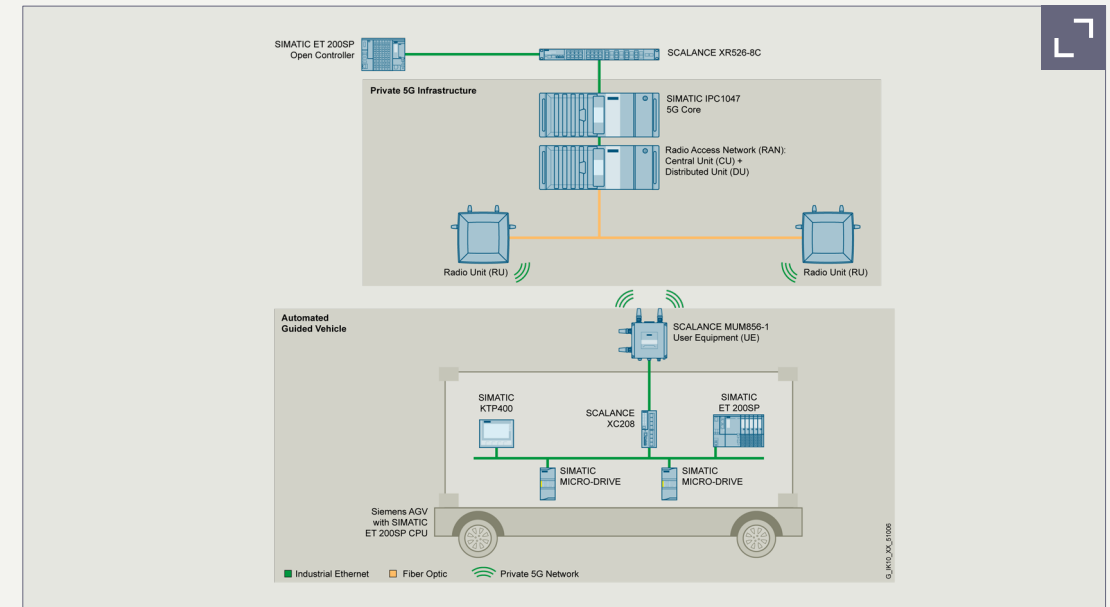 SIMATIC ET 200SP
Open Controller
SCALANCE XR526-8C
Private 5G Infrastructure
SIMATIC IPC1047
5G Core
Radio Access Network (RAN):
Central Unit (CU) +
Distributed Unit (DU)
Radio Unit (RU)
Radio Unit (RU)
Automated
Guided Vehicle
SCALANCE MUM856-1
User Equipment (UE)
SIMATIC
KTP400
SCALANCE
XC208
SIMATIC
ET 200SP
SIMATIC
MICRO-DRIVE
SIMATIC
MICRO-DRIVE
Siemens AGV
with SIMATIC
ET 200SP CPU
G_IK10_XX_51006
Industrial Ethernet
Fiber Optic
Private 5G Network